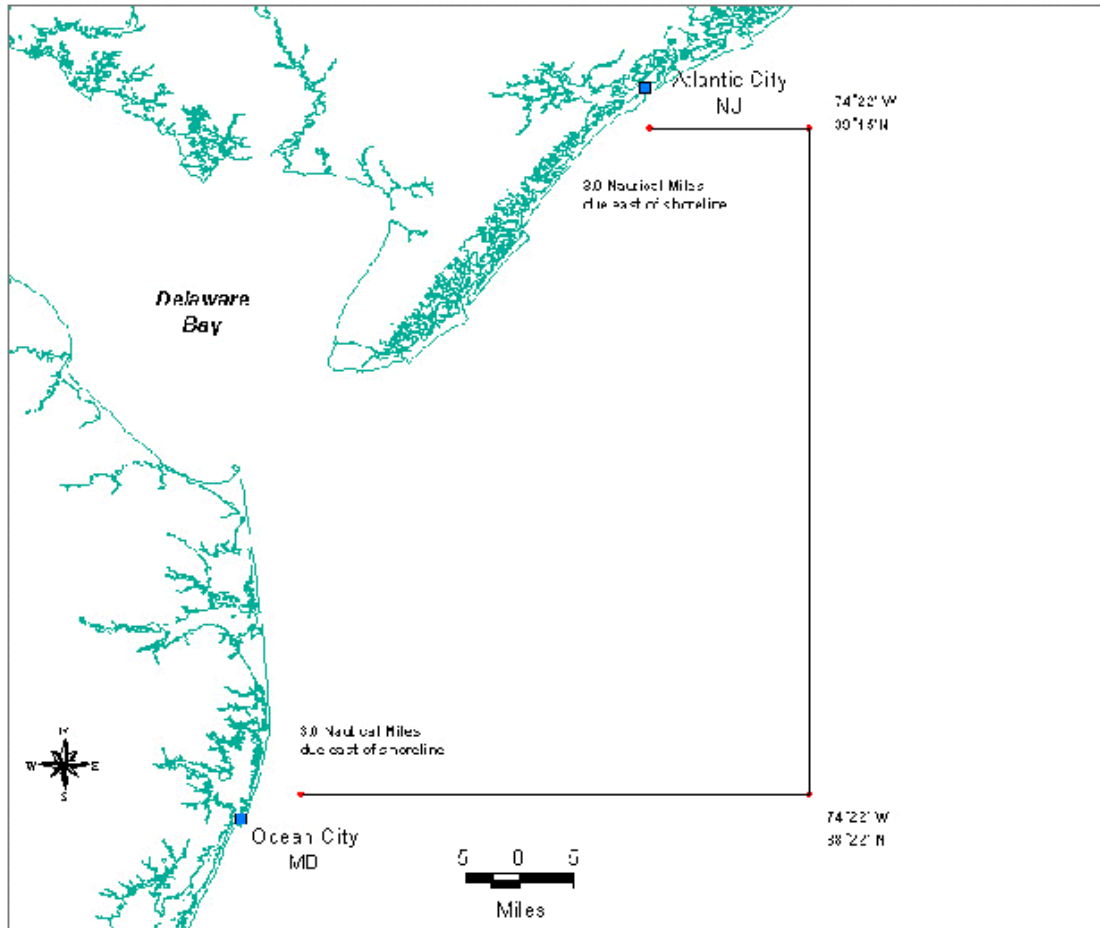 Atlantic City
NJ
74°22' W
39°15'N
3.0 Nautical Miles
due east of shoreline
Delaware
Bay
3.0 Nautical Miles
due east of shoreline
N
W
E
S
74°22' W
38°22' N
Ocean City
MD
5 0 5
Miles